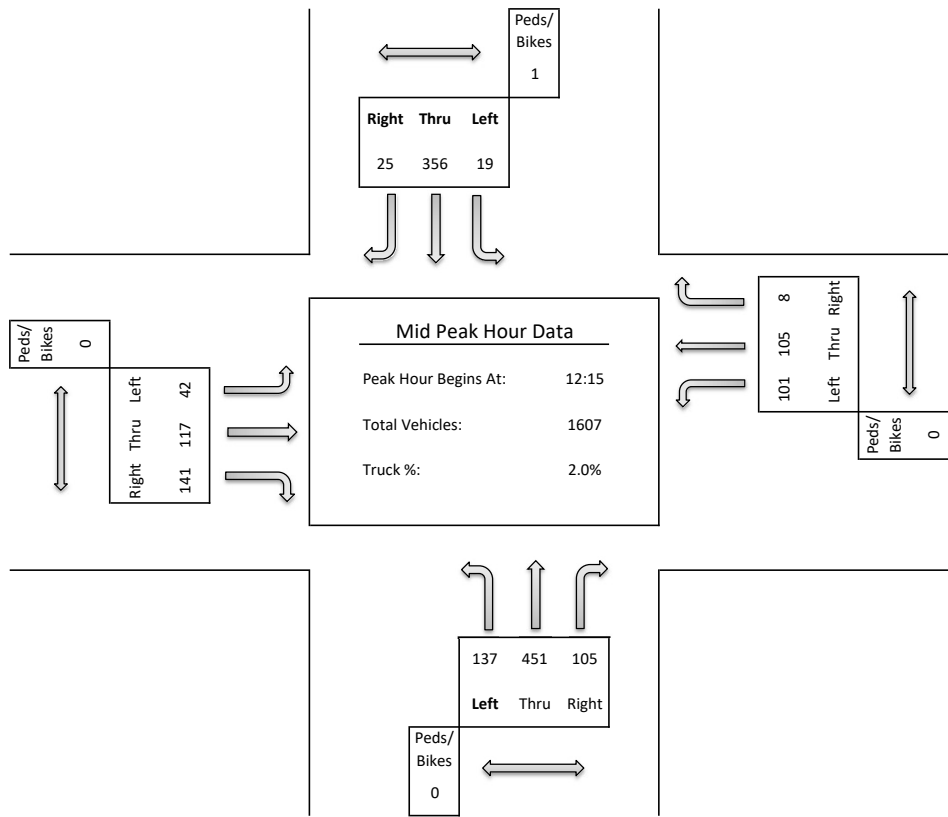 Peds/
Bikes
1
Right Thru Left
25 356 19
Peds/
Bikes
0
Left 42
Thru 117
Right 141
Mid Peak Hour Data
Peak Hour Begins At: 12:15
Total Vehicles: 1607
Truck %: 2.0%
8 Right
105 Thru
101 Left
Peds/
Bikes
0
137 451 105
Left Thru Right
Peds/
Bikes
0